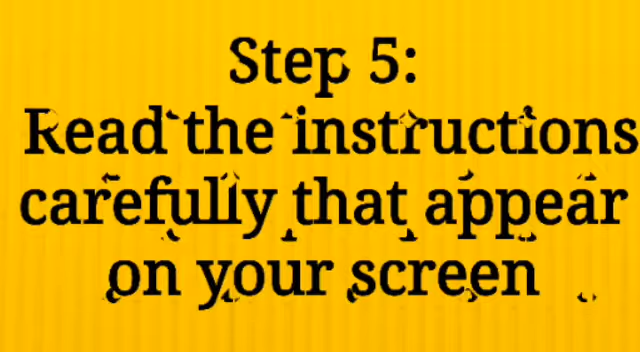 Step 5:
Read the instructions
carefully that appear
on your screen